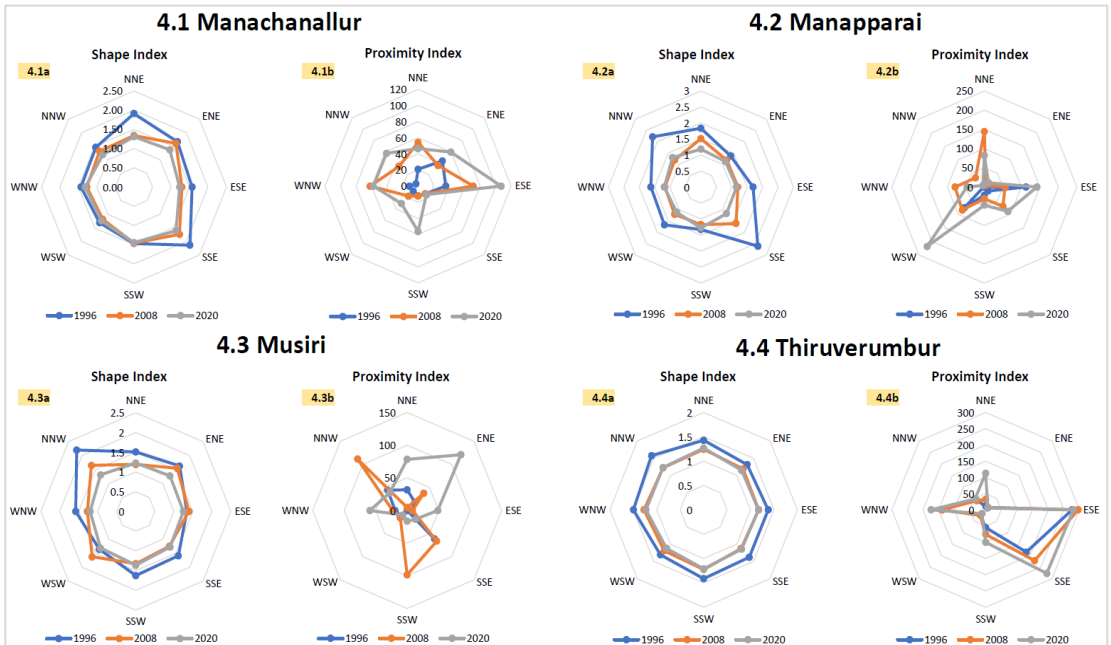 4.1 Manachanallur
Shape Index
4.1a
NNE
2.50
2.00
1.50
1.00
0.50
0.00
ENE
ESE
SSE
SSW
WSW
WNW
NNW
1996 2008 2020
Proximity Index
4.1b
NNE
120
100
80
60
40
20
0
ENE
ESE
SSE
SSW
WSW
WNW
NNW
1996 2008 2020
4.2 Manapparai
Shape Index
4.2a
NNE
3
2.5
2
1.5
1
0.5
0
ENE
ESE
SSE
SSW
WSW
WNW
NNW
1996 2008 2020
Proximity Index
4.2b
NNE
250
200
150
100
50
0
ENE
ESE
SSE
SSW
WSW
WNW
NNW
1996 2008 2020
4.3 Musiri
Shape Index
4.3a
NNE
2.5
2
1.5
1
0.5
0
ENE
ESE
SSE
SSW
WSW
WNW
NNW
1996 2008 2020
Proximity Index
4.3b
NNE
150
100
50
0
ENE
ESE
SSE
SSW
WSW
WNW
NNW
1996 2008 2020
4.4 Thiruverumbur
Shape Index
4.4a
NNE
2
1.5
1
0.5
0
ENE
ESE
SSE
SSW
WSW
WNW
NNW
1996 2008 2020
Proximity Index
4.4b
NNE
300
250
200
150
100
50
0
ENE
ESE
SSE
SSW
WSW
WNW
NNW
1996 2008 2020